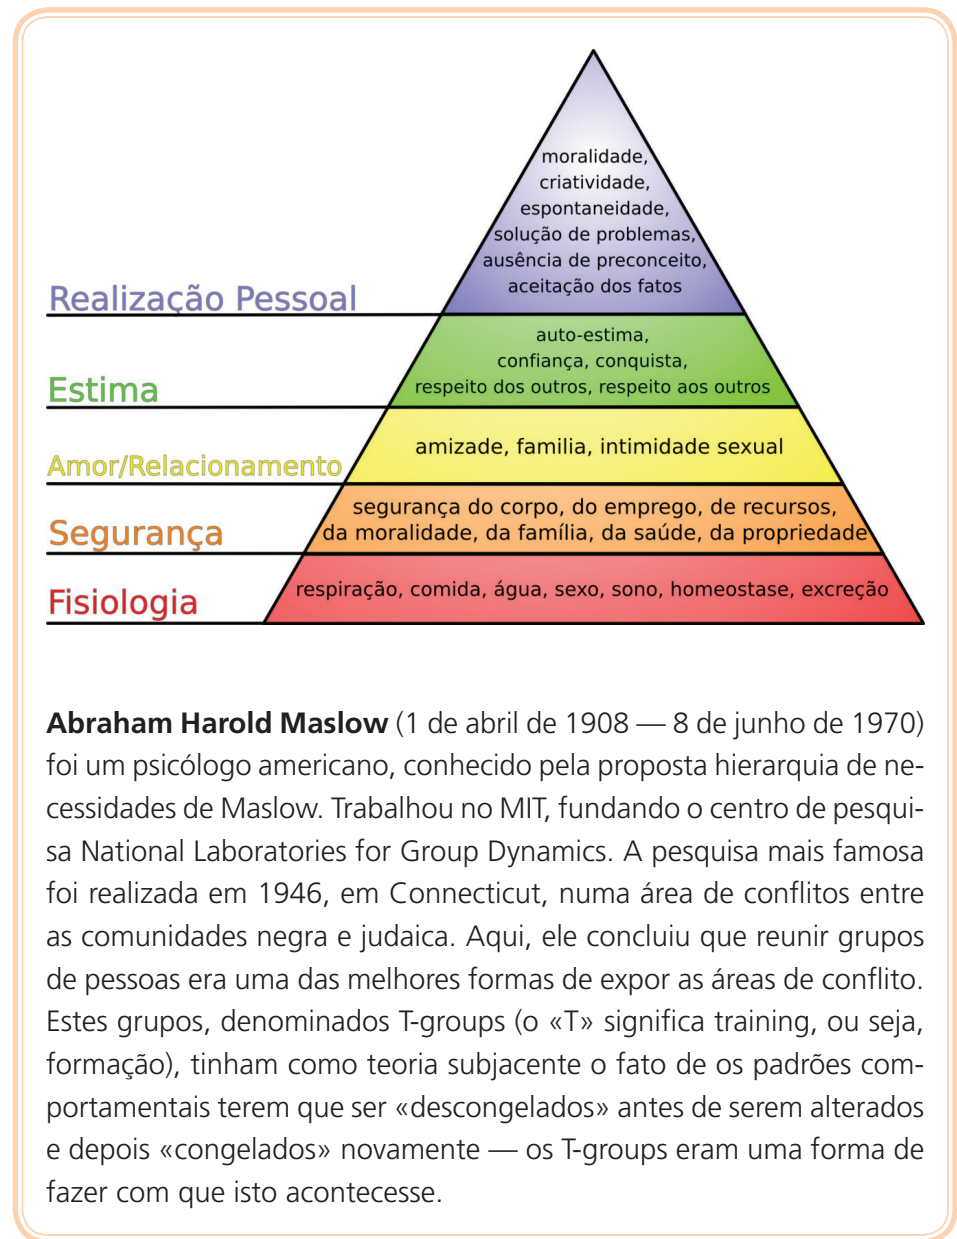 moralidade,
criatividade,
espontaneidade,
solução de problemas,
ausência de preconceito,
aceitação dos fatos
Realização Pessoal
auto-estima,
confiança, conquista,
respeito dos outros, respeito aos outros
Estima
amizade, familia, intimidade sexual
Amor/Relacionamento
segurança do corpo, do emprego, de recursos,
da moralidade, da família, da saúde, da propriedade
Segurança
respiração, comida, água, sexo, sono, homeostase, excreção
Fisiologia
Abraham Harold Maslow (1 de abril de 1908 — 8 de junho de 1970)
foi um psicólogo americano, conhecido pela proposta hierarquia de ne-
cessidades de Maslow. Trabalhou no MIT, fundando o centro de pesqui-
sa National Laboratories for Group Dynamics. A pesquisa mais famosa
foi realizada em 1946, em Connecticut, numa área de conflitos entre
as comunidades negra e judaica. Aqui, ele concluiu que reunir grupos
de pessoas era uma das melhores formas de expor as áreas de conflito.
Estes grupos, denominados T-groups (o «T» significa training, ou seja,
formação), tinham como teoria subjacente o fato de os padrões com-
portamentais terem que ser «descongelados» antes de serem alterados
e depois «congelados» novamente — os T-groups eram uma forma de
fazer com que isto acontecesse.